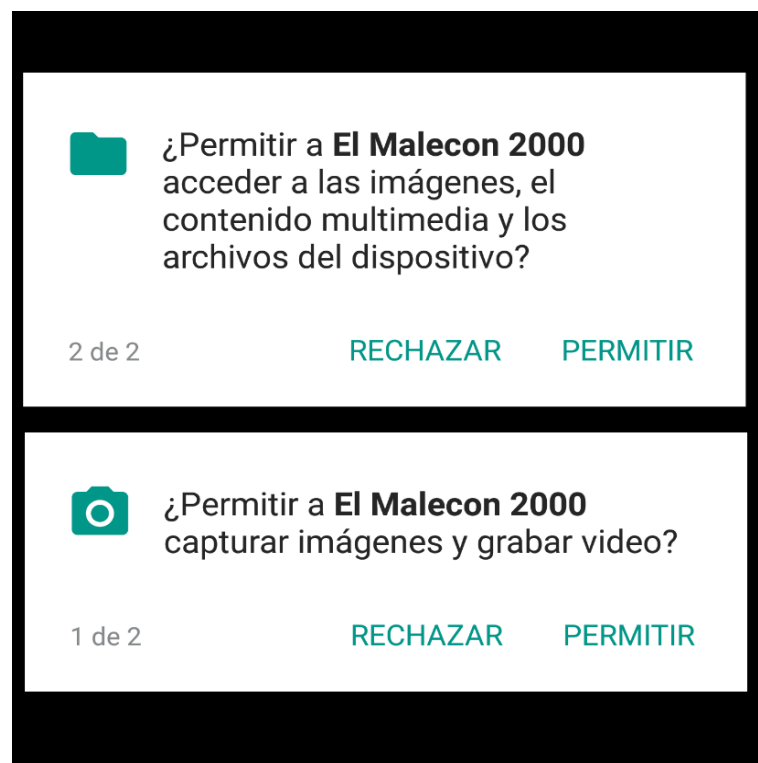 ¿Permitir a El Malecon 2000
acceder a las imágenes, el
contenido multimedia y los
archivos del dispositivo?
2 de 2 RECHAZAR PERMITIR
¿Permitir a El Malecon 2000
capturar imágenes y grabar video?
1 de 2 RECHAZAR PERMITIR